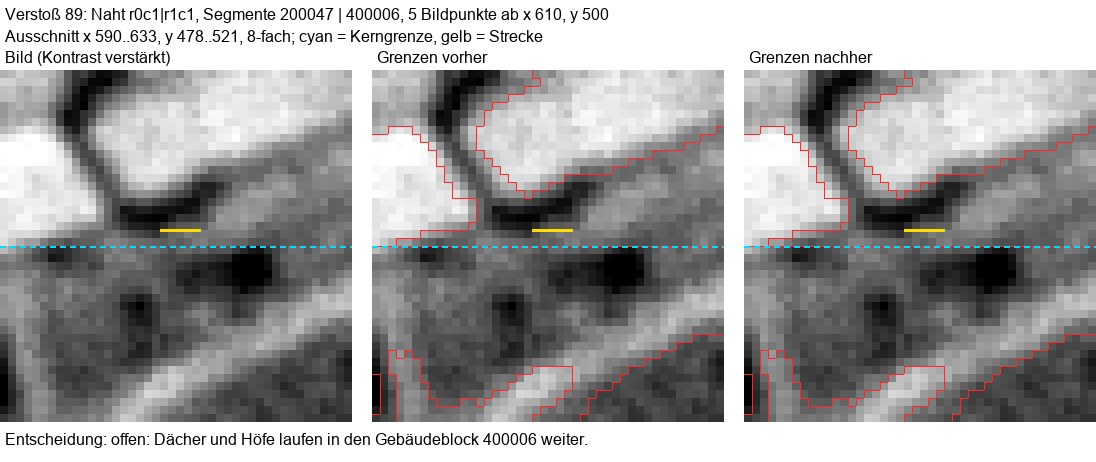 Verstoß 89: Naht r0c1|r1c1, Segmente 200047 | 400006, 5 Bildpunkte ab x 610, y 500
Ausschnitt x 590..633, y 478..521, 8-fach; cyan = Kerngrenze, gelb = Strecke
Bild (Kontrast verstärkt) Grenzen vorher Grenzen nachher
Entscheidung: offen: Dächer und Höfe laufen in den Gebäudeblock 400006 weiter.